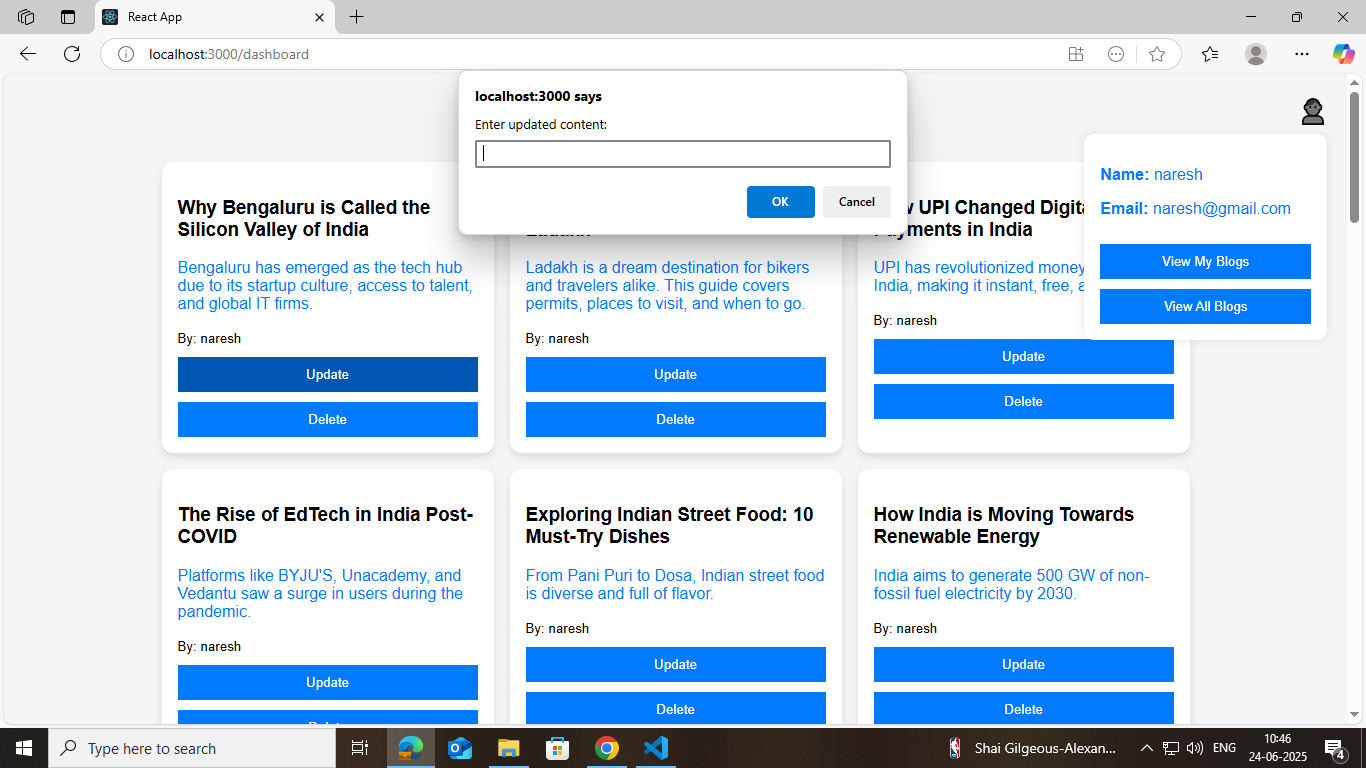 React App
localhost:3000/dashboard
localhost:3000 says
Enter updated content:
OK
Cancel
Name: naresh
Email: naresh@gmail.com
View My Blogs
View All Blogs
Why Bengaluru is Called the
Silicon Valley of India
Bengaluru has emerged as the tech hub
due to its startup culture, access to talent,
and global IT firms.
By: naresh
Update
Delete
Ladakh is a dream destination for bikers
and travelers alike. This guide covers
permits, places to visit, and when to go.
By: naresh
Update
Delete
UPI Changed
in India
UPI has revolutionized money
India, making it instant, free,
By: naresh
Update
Delete
The Rise of EdTech in India Post-
COVID
Platforms like BYJU'S, Unacademy, and
Vedantu saw a surge in users during the
pandemic.
By: naresh
Update
Exploring Indian Street Food: 10
Must-Try Dishes
From Pani Puri to Dosa, Indian street food
is diverse and full of flavor.
By: naresh
Update
Delete
How India is Moving Towards
Renewable Energy
India aims to generate 500 GW of non-
fossil fuel electricity by 2030.
By: naresh
Update
Delete
Type here to search
Shai Gilgeous-Alexan...
ENG
10:46
24-06-2025
4